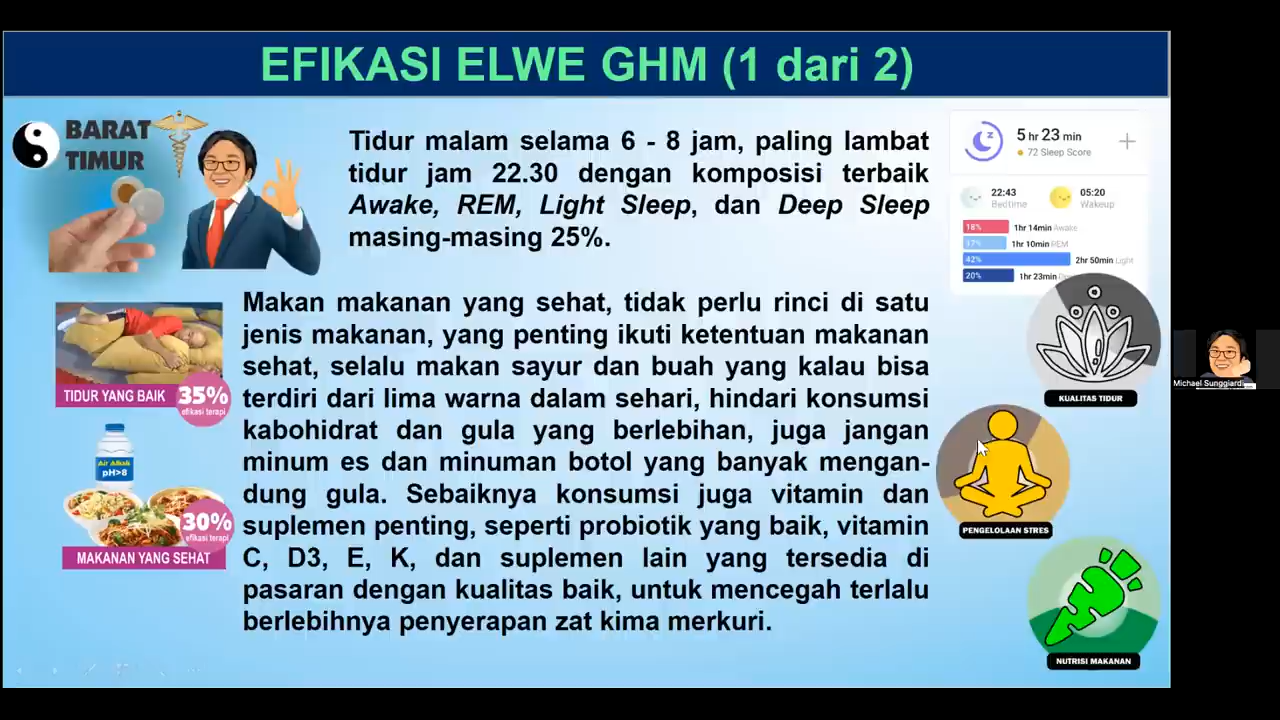 EFIKASI ELWE GHM (1 dari 2)
BARAT
TIMUR
Tidur malam selama 6 - 8 jam, paling lambat
tidur jam 22.30 dengan komposisi terbaik
Awake, REM, Light Sleep, dan Deep Sleep
masing-masing 25%.
5 hr 23 min
72 Sleep Score
22:43
Bedtime
05:20
Wakeup
18% 1hr 14min Awake
17% 1hr 10min REM
42% 2hr 50min Light
20% 1hr 23min
KUALITAS TIDUR
TIDUR YANG BAIK
35%
efikasi terapi
Makan makanan yang sehat, tidak perlu rinci di satu
jenis makanan, yang penting ikuti ketentuan makanan
sehat, selalu makan sayur dan buah yang kalau bisa
terdiri dari lima warna dalam sehari, hindari konsumsi
kabohidrat dan gula yang berlebihan, juga jangan
minum es dan minuman botol yang banyak mengan-
dung gula. Sebaiknya konsumsi juga vitamin dan
suplemen penting, seperti probiotik yang baik, vitamin
C, D3, E, K, dan suplemen lain yang tersedia di
pasaran dengan kualitas baik, untuk mencegah terlalu
berlebihnya penyerapan zat kima merkuri.
Air Alkali
pH>8
30%
efikasi terapi
MAKANAN YANG SEHAT
PENGELOLAAN STRES
NUTRISI MAKANAN
Michael Sunggiardi